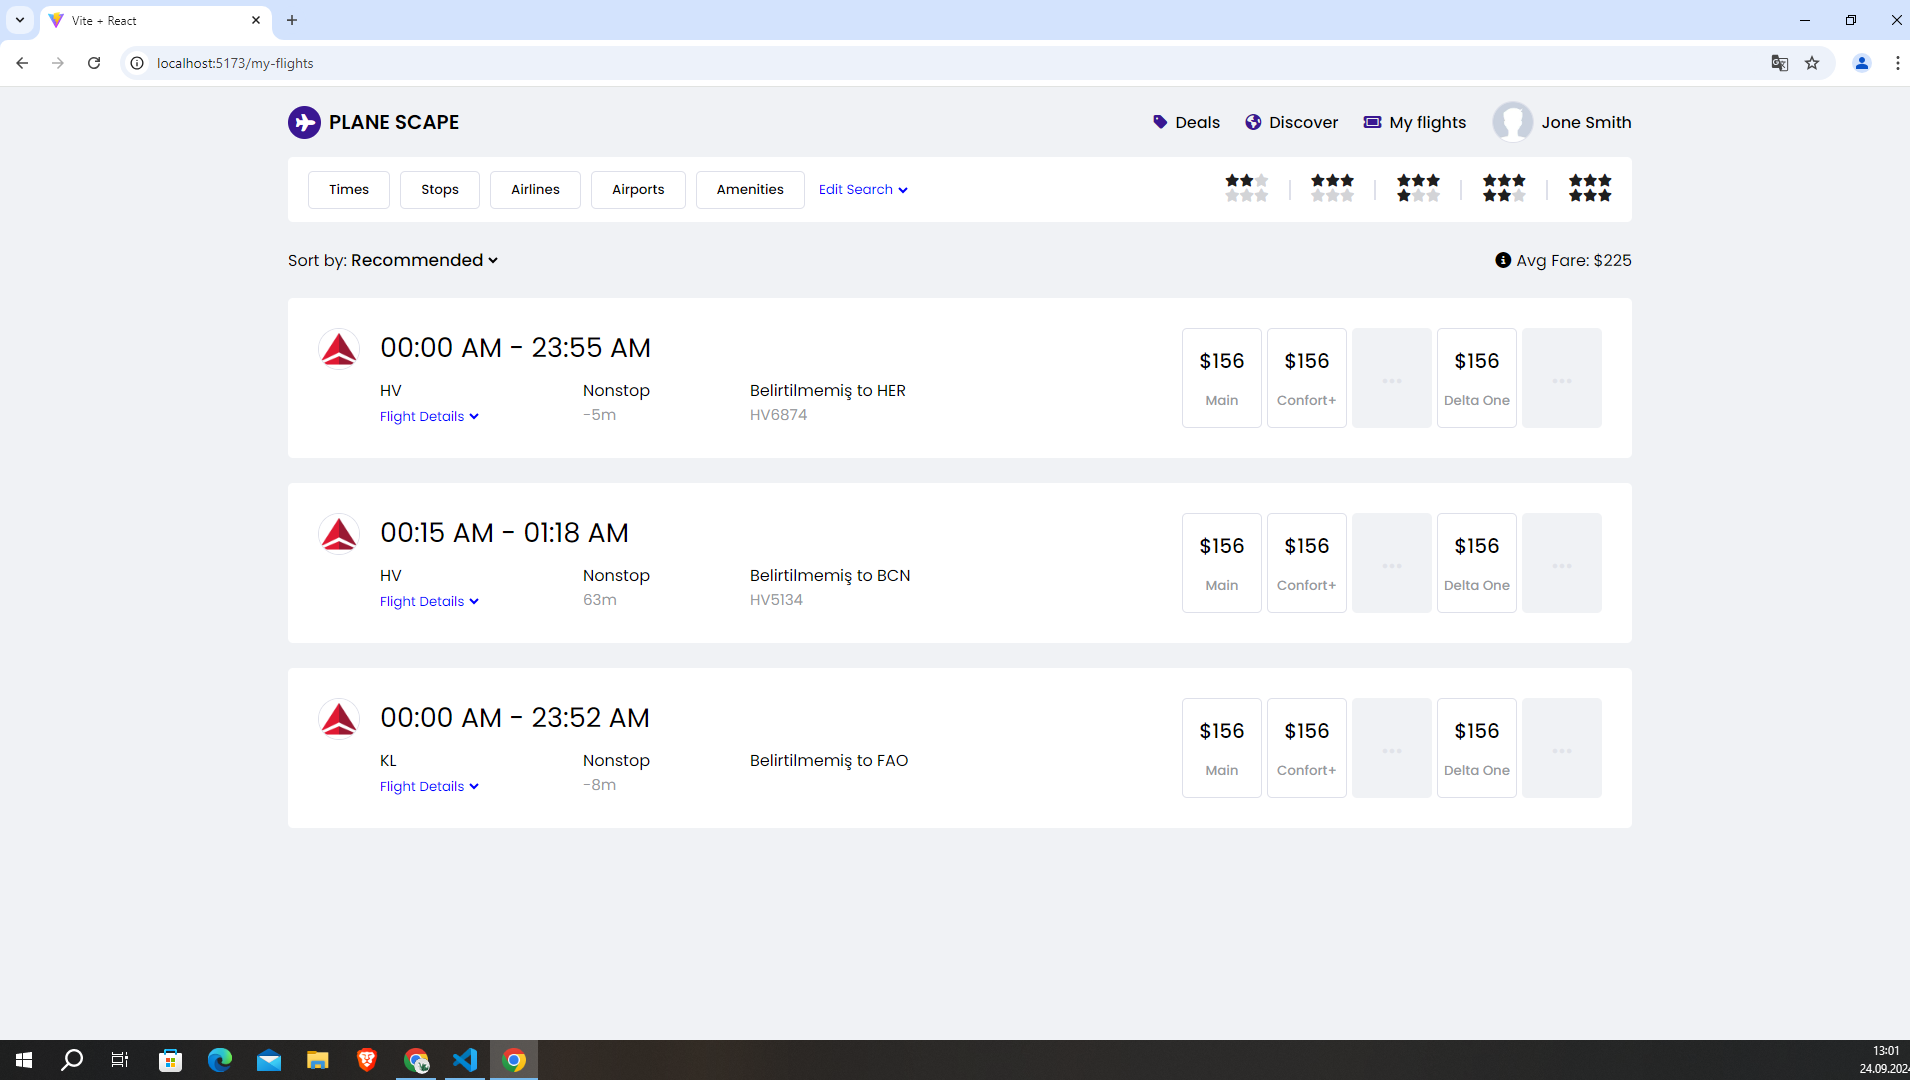 Vite + React
localhost:5173/my-flights
PLANE SCAPE
Deals
Discover
My flights
Jone Smith
Times
Stops
Airlines
Airports
Amenities
Edit Search
Sort by: Recommended
Avg Fare: $225
00:00 AM - 23:55 AM
HV
Flight Details
Nonstop
-5m
Belirtilmemiş to HER
HV6874
$156
Main
$156
Confort+
...
$156
Delta One
...
00:15 AM - 01:18 AM
HV
Flight Details
Nonstop
63m
Belirtilmemiş to BCN
HV5134
$156
Main
$156
Confort+
...
$156
Delta One
...
00:00 AM - 23:52 AM
KL
Flight Details
Nonstop
-8m
Belirtilmemiş to FAO
$156
Main
$156
Confort+
...
$156
Delta One
...
13:01
24.09.202